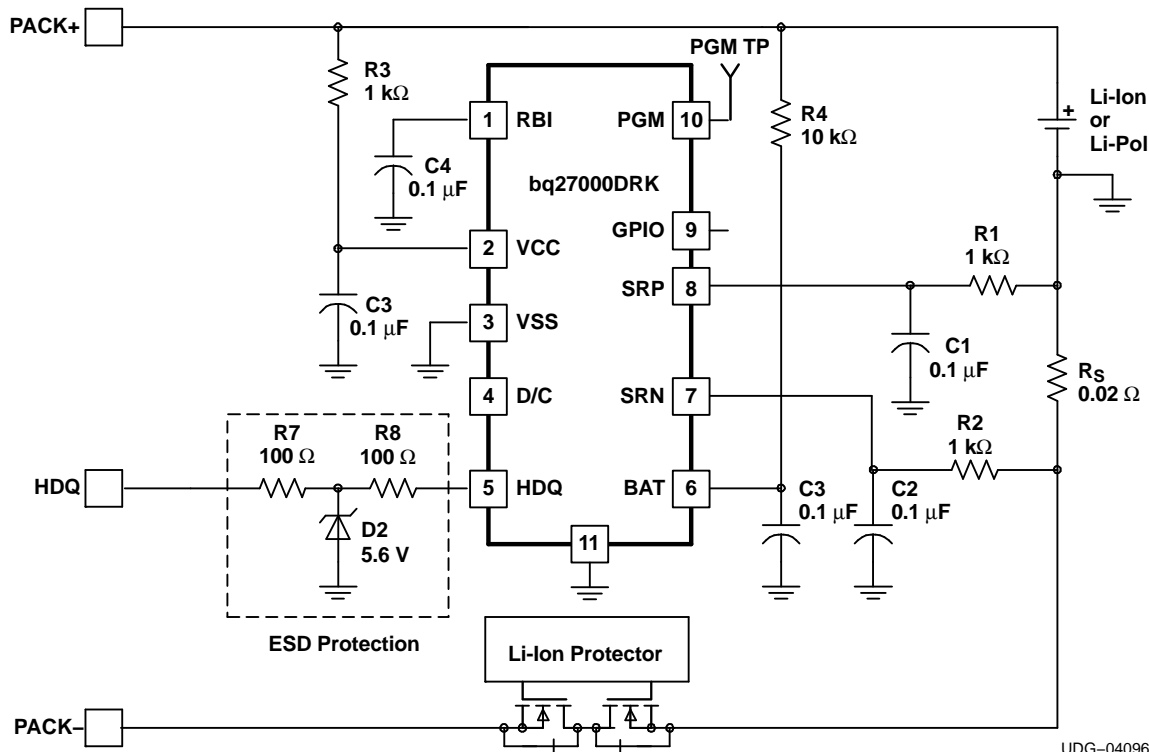 PACK+
R3
1 kΩ
PGM TP
R4
10 kΩ
+
Li-Ion
or
Li-Pol
1
RBI
PGM
10
C4
0.1 μF
bq27000DRK
GPIO
9
R1
1 kΩ
2
VCC
SRP
8
C3
0.1 μF
3
VSS
C1
0.1 μF
RS
0.02 Ω
4
D/C
SRN
7
R7
100 Ω
R8
100 Ω
R2
1 kΩ
HDQ
5
HDQ
BAT
6
C3
0.1 μF
C2
0.1 μF
D2
5.6 V
11
ESD Protection
Li-Ion Protector
PACK–
UDG–04096